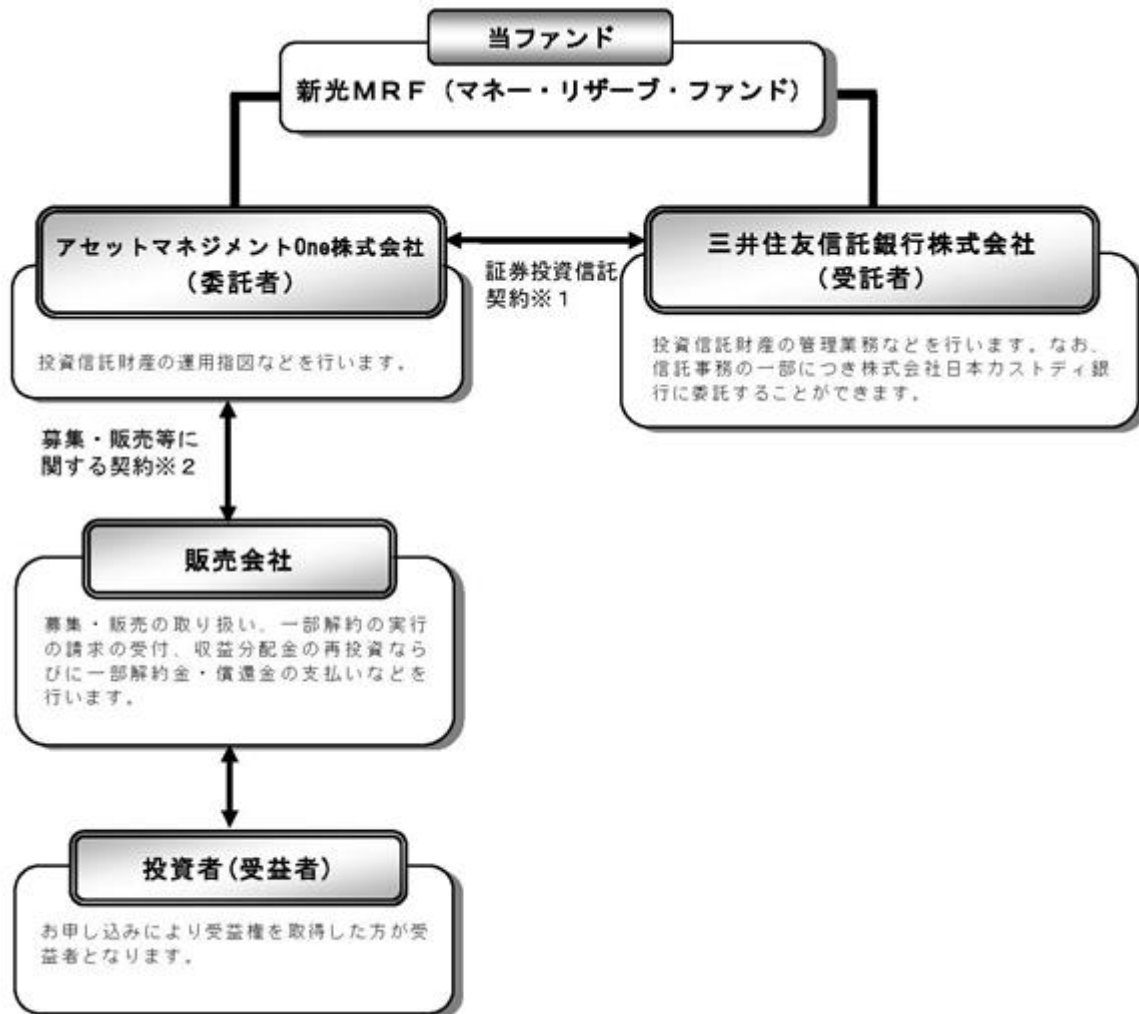 当ファンド
新光MRF（マネー・リザーブ・ファンド）
アセットマネジメントOne株式会社
（委託者）
投資信託財産の運用指図などを行います。
証券投資信託
契約※1
三井住友信託銀行株式会社
（受託者）
投資信託財産の管理業務などを行います。なお、
信託事務の一部につき株式会社日本カストディ銀
行に委託することができます。
募集・販売等に
関する契約※2
販売会社
募集・販売の取り扱い、一部解約の実行
の請求の受付、収益分配金の再投資なら
びに一部解約金・償還金の支払いなどを
行います。
投資者(受益者)
お申し込みにより受益権を取得した方が受
益者となります。